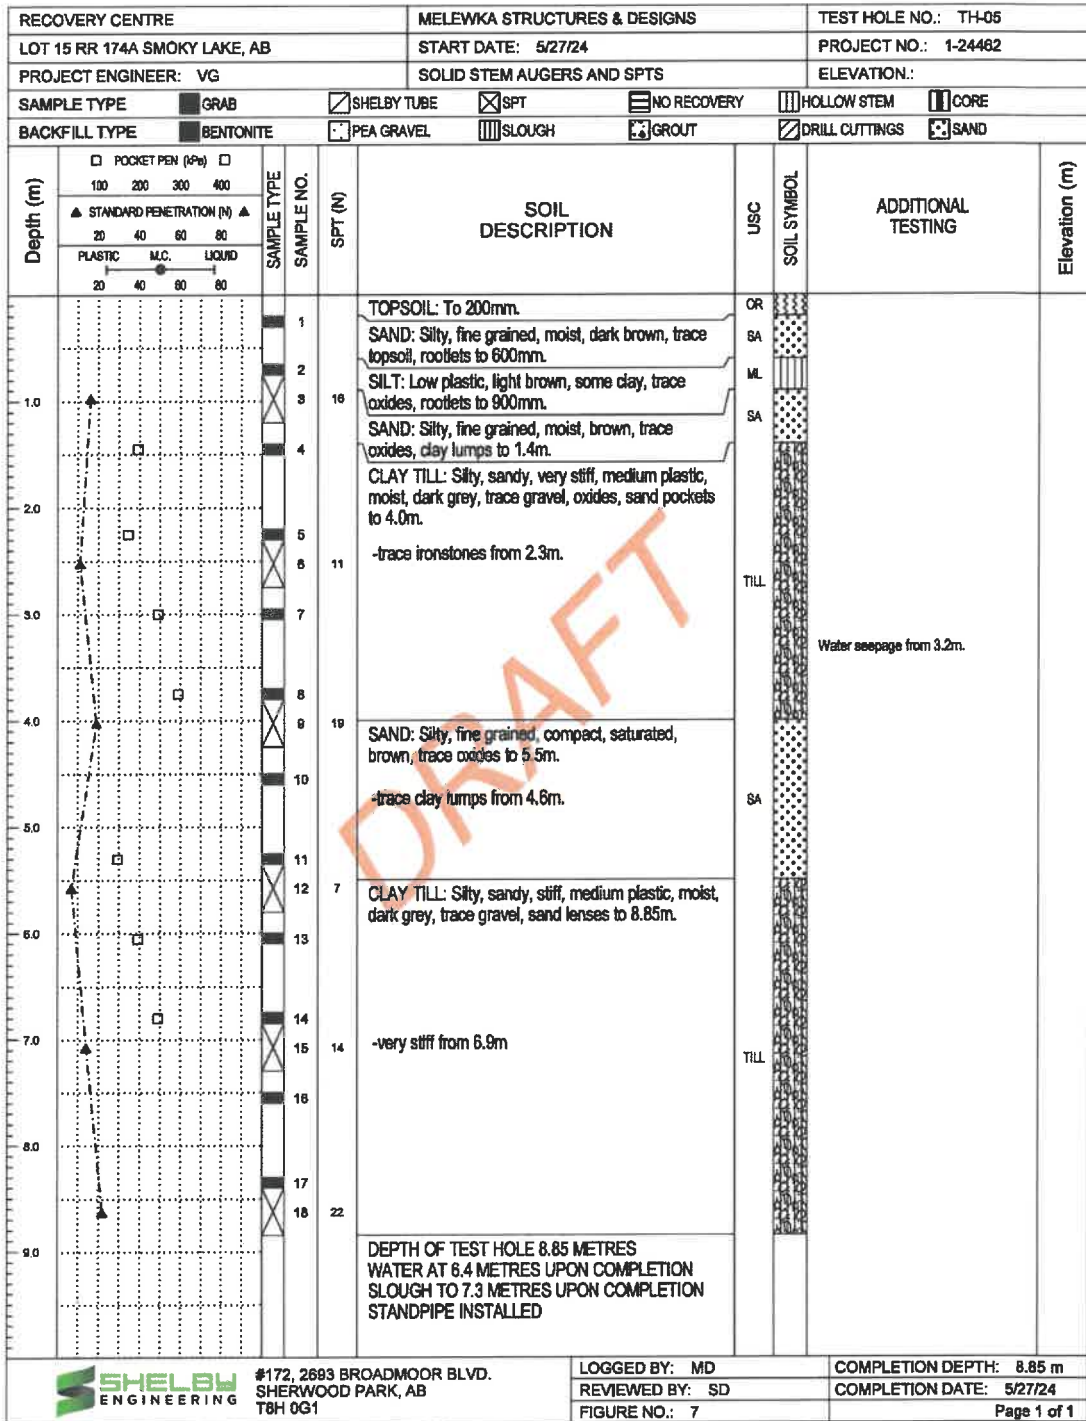 RECOVERY CENTRE
MELEWKA STRUCTURES & DESIGNS
TEST HOLE NO.: TH-05
LOT 15 RR 174A SMOKY LAKE, AB
START DATE: 5/27/24
PROJECT NO.: 1-24462
PROJECT ENGINEER: VG
SOLID STEM AUGERS AND SPTS
ELEVATION.:
SAMPLE TYPE GRAB SHELBY TUBE SPT NO RECOVERY HOLLOW STEM CORE
BACKFILL TYPE BENTONITE PEA GRAVEL SLOUGH GROUT DRILL CUTTINGS SAND
Depth (m)
POCKET PEN (kPa)
100 200 300 400
STANDARD PENETRATION (N)
20 40 60 80
PLASTIC M.C. LIQUID
20 40 60 80
SAMPLE TYPE
SAMPLE NO.
SPT (N)
SOIL
DESCRIPTION
USC
SOIL SYMBOL
ADDITIONAL
TESTING
Elevation (m)
TOPSOIL: To 200mm.
OR
1
SAND: Silty, fine grained, moist, dark brown, trace
topsoil, rootlets to 600mm.
SA
2
SILT: Low plastic, light brown, some clay, trace
oxides, rootlets to 900mm.
ML
1.0
3
16
SAND: Silty, fine grained, moist, brown, trace
oxides, clay lumps to 1.4m.
SA
4
CLAY TILL: Silty, sandy, very stiff, medium plastic,
moist, dark grey, trace gravel, oxides, sand pockets
to 4.0m.
2.0
5
-trace ironstones from 2.3m.
6
11
TILL
3.0
7
Water seepage from 3.2m.
8
4.0
9
19
SAND: Silty, fine grained, compact, saturated,
brown, trace oxides to 5.5m.
10
-trace clay lumps from 4.6m.
SA
5.0
11
12
7
CLAY TILL: Silty, sandy, stiff, medium plastic, moist,
dark grey, trace gravel, sand lenses to 8.85m.
6.0
13
14
7.0
15
14
-very stiff from 6.9m
TILL
16
8.0
17
18
22
9.0
DEPTH OF TEST HOLE 8.85 METRES
WATER AT 6.4 METRES UPON COMPLETION
SLOUGH TO 7.3 METRES UPON COMPLETION
STANDPIPE INSTALLED
DRAFT
SHELBY
ENGINEERING
#172, 2693 BROADMOOR BLVD.
SHERWOOD PARK, AB
T8H 0G1
LOGGED BY: MD
COMPLETION DEPTH: 8.85 m
REVIEWED BY: SD
COMPLETION DATE: 5/27/24
FIGURE NO.: 7
Page 1 of 1